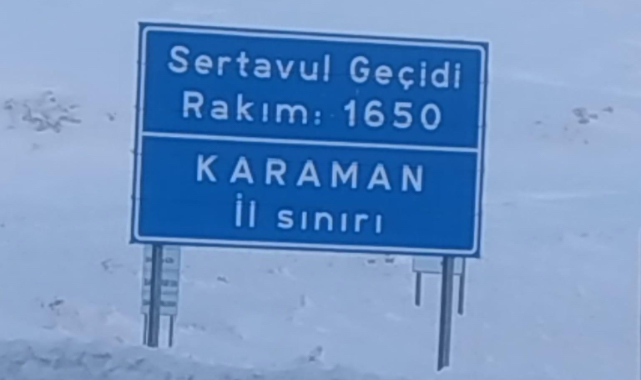 Sertavul Geçidi
Rakım: 1650
KARAMAN
İl sınırı